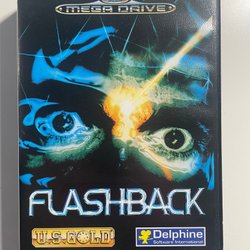 MEGA DRIVE
FLASHBACK
U.S. GOLD
Delphine
Software International